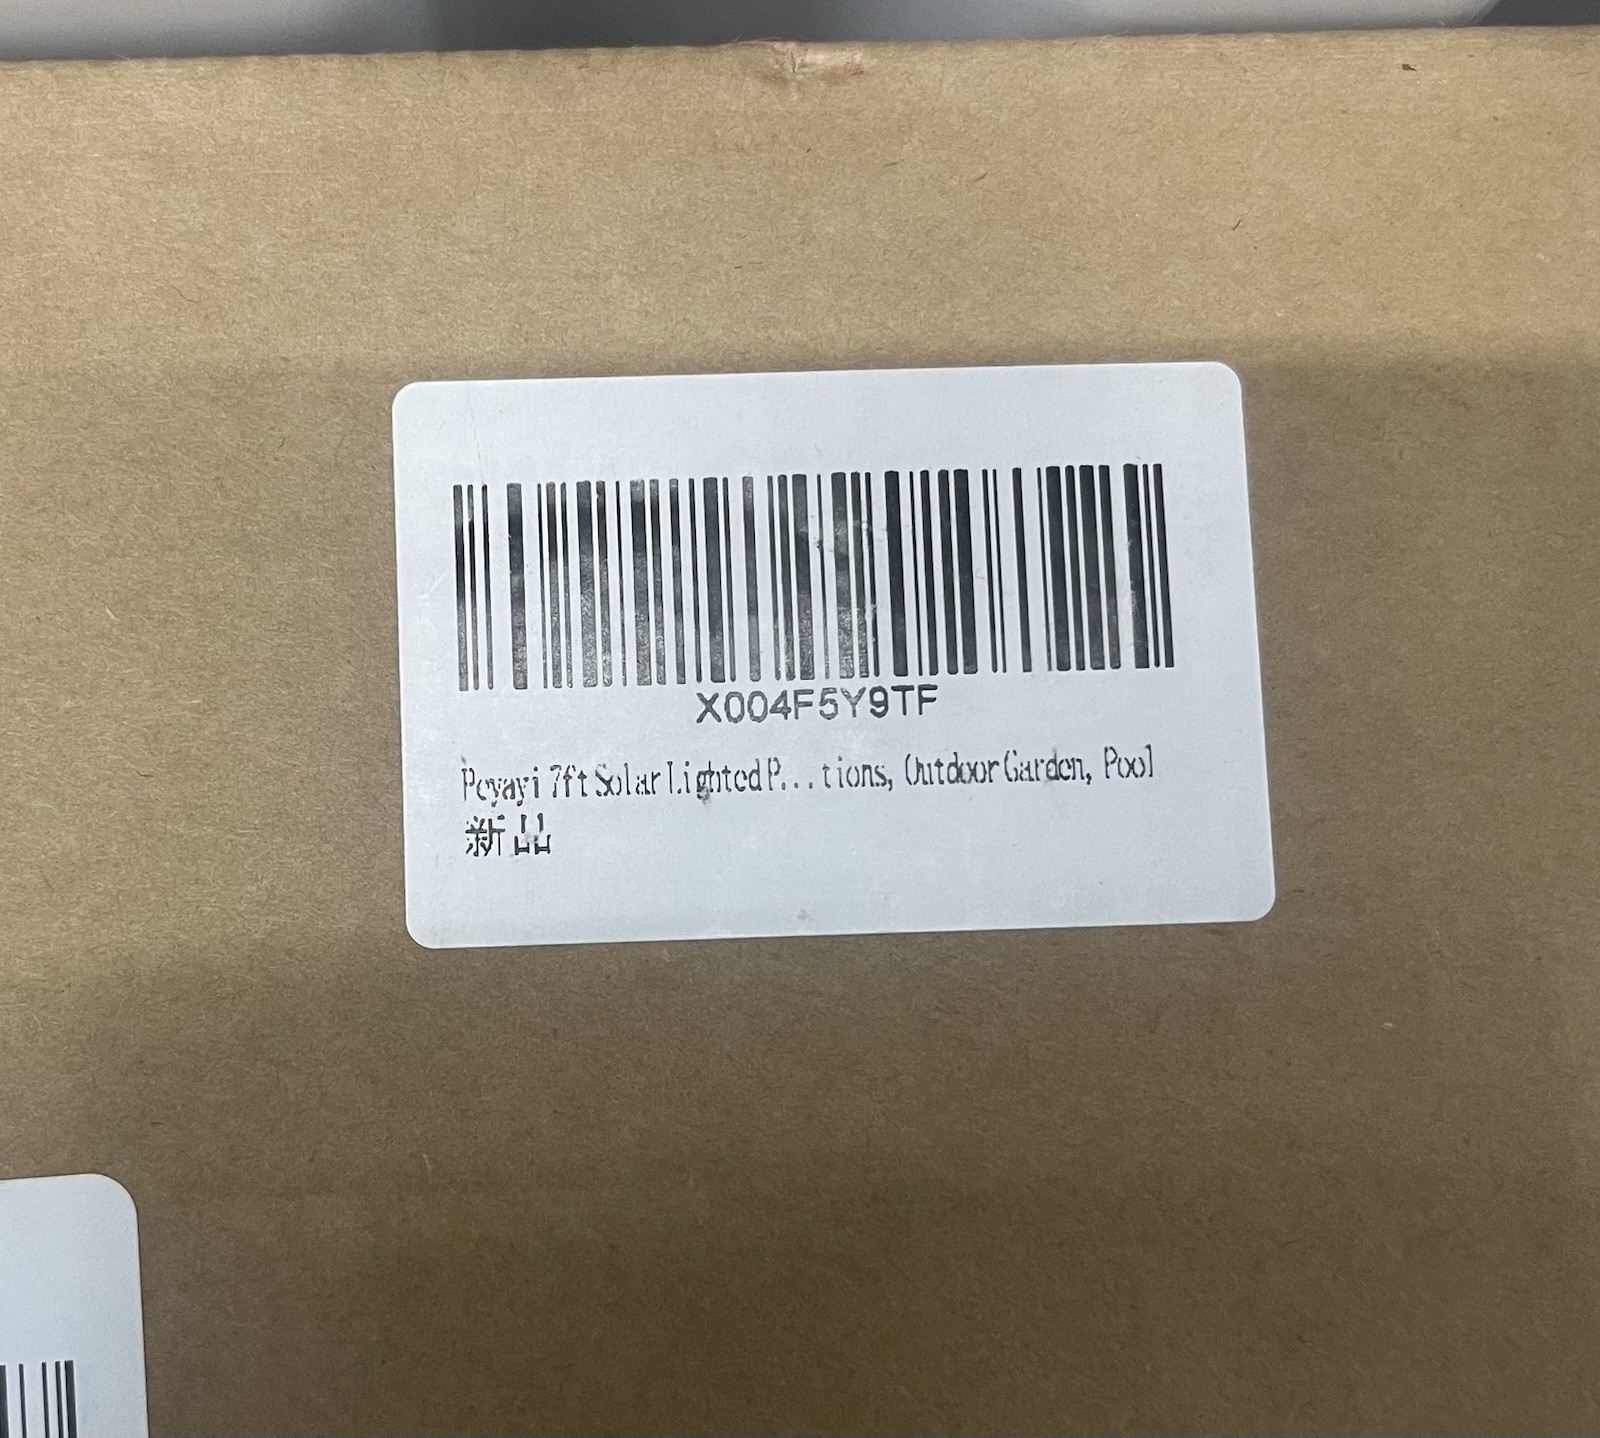 X004F5Y9TF
Peyayi 7ft Solar Lighted P...tions, Outdoor Garden, Pool
新品